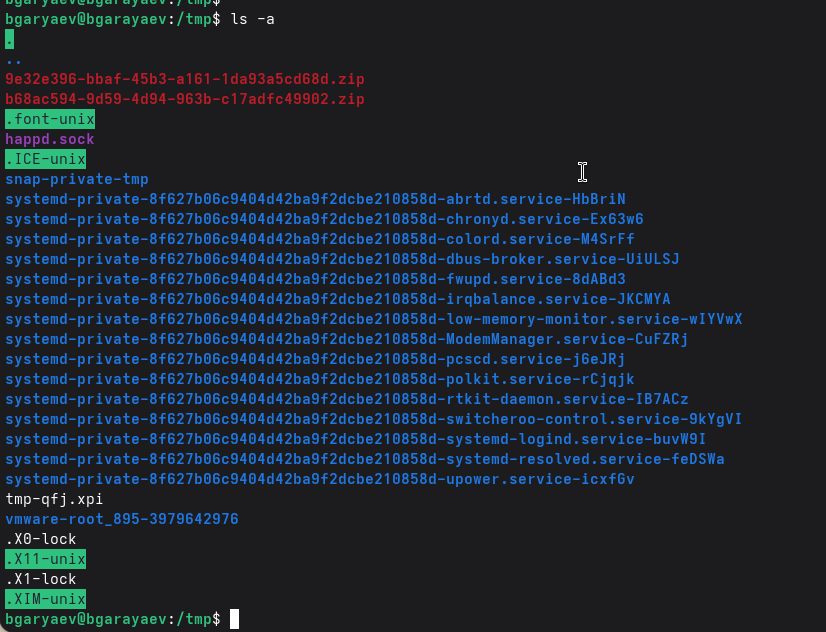 bgaryaev@bgarayaev:/tmp$
bgaryaev@bgarayaev:/tmp$ ls -a
.
..
9e32e396-bbaf-45b3-a161-1da93a5cd68d.zip
b68ac594-9d59-4d94-963b-c17adfc49902.zip
.font-unix
happd.sock
.ICE-unix
snap-private-tmp
systemd-private-8f627b06c9404d42ba9f2dcbe210858d-abrtd.service-HbBriN
systemd-private-8f627b06c9404d42ba9f2dcbe210858d-chronyd.service-Ex63w6
systemd-private-8f627b06c9404d42ba9f2dcbe210858d-colord.service-M4SrFf
systemd-private-8f627b06c9404d42ba9f2dcbe210858d-dbus-broker.service-UiULSJ
systemd-private-8f627b06c9404d42ba9f2dcbe210858d-fwupd.service-8dABd3
systemd-private-8f627b06c9404d42ba9f2dcbe210858d-irqbalance.service-JKCMYA
systemd-private-8f627b06c9404d42ba9f2dcbe210858d-low-memory-monitor.service-wIYVwX
systemd-private-8f627b06c9404d42ba9f2dcbe210858d-ModemManager.service-CuFZRj
systemd-private-8f627b06c9404d42ba9f2dcbe210858d-pcscd.service-j6eJRj
systemd-private-8f627b06c9404d42ba9f2dcbe210858d-polkit.service-rCjqjk
systemd-private-8f627b06c9404d42ba9f2dcbe210858d-rtkit-daemon.service-IB7ACz
systemd-private-8f627b06c9404d42ba9f2dcbe210858d-switcheroo-control.service-9kYgVI
systemd-private-8f627b06c9404d42ba9f2dcbe210858d-systemd-logind.service-buvW9I
systemd-private-8f627b06c9404d42ba9f2dcbe210858d-systemd-resolved.service-feDSWa
systemd-private-8f627b06c9404d42ba9f2dcbe210858d-upower.service-icxfGv
tmp-qfj.xpi
vmware-root_895-3979642976
.X0-lock
.X11-unix
.X1-lock
.XIM-unix
bgaryaev@bgarayaev:/tmp$